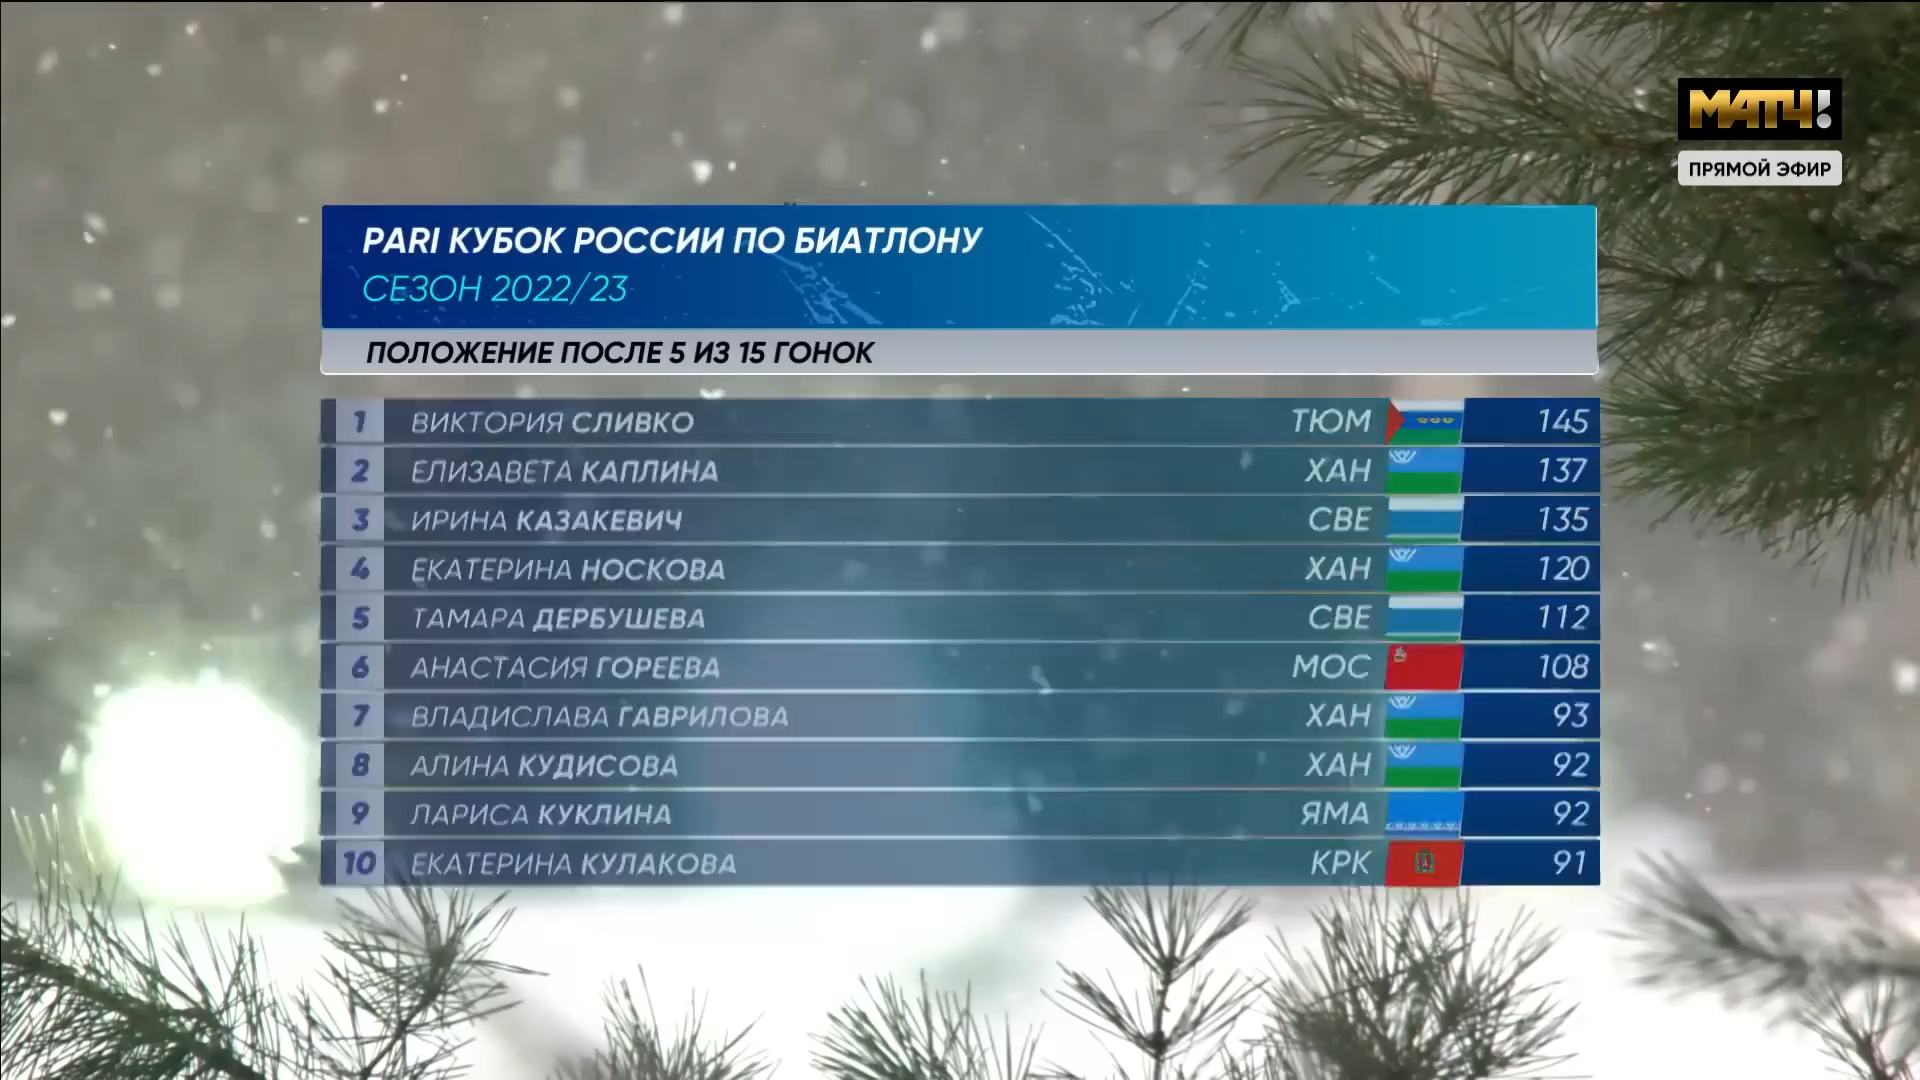 МАТЧ!
ПРЯМОЙ ЭФИР
PARI КУБОК РОССИИ ПО БИАТЛОНУ
СЕЗОН 2022/23
ПОЛОЖЕНИЕ ПОСЛЕ 5 ИЗ 15 ГОНОК
1 ВИКТОРИЯ СЛИВКО ТЮМ 145
2 ЕЛИЗАВЕТА КАПЛИНА ХАН 137
3 ИРИНА КАЗАКЕВИЧ СВЕ 135
4 ЕКАТЕРИНА НОСКОВА ХАН 120
5 ТАМАРА ДЕРБУШЕВА СВЕ 112
6 АНАСТАСИЯ ГОРЕЕВА МОС 108
7 ВЛАДИСЛАВА ГАВРИЛОВА ХАН 93
8 АЛИНА КУДИСОВА ХАН 92
9 ЛАРИСА КУКЛИНА ЯМА 92
10 ЕКАТЕРИНА КУЛАКОВА КРК 91